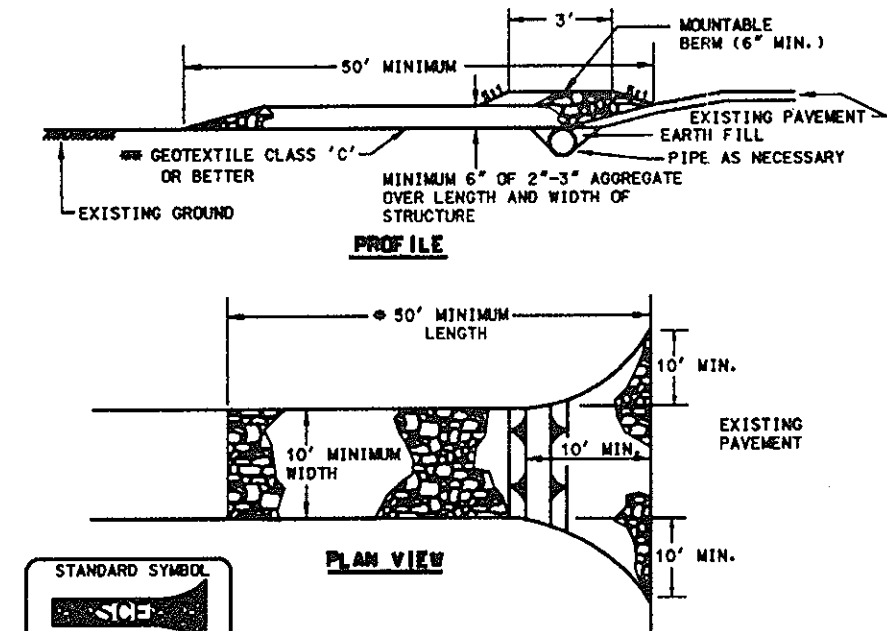 3'
MOUNTABLE
BERM (6" MIN.)
50' MINIMUM
EXISTING PAVEMENT
EARTH FILL
PIPE AS NECESSARY
GEOTEXTILE CLASS 'C'
OR BETTER
MINIMUM 6" OF 2"-3" AGGREGATE
OVER LENGTH AND WIDTH OF
STRUCTURE
EXISTING GROUND
PROFILE
50' MINIMUM
LENGTH
10' MIN.
EXISTING
PAVEMENT
10' MINIMUM
WIDTH
10' MIN.
10' MIN.
PLAN VIEW
STANDARD SYMBOL
SCE